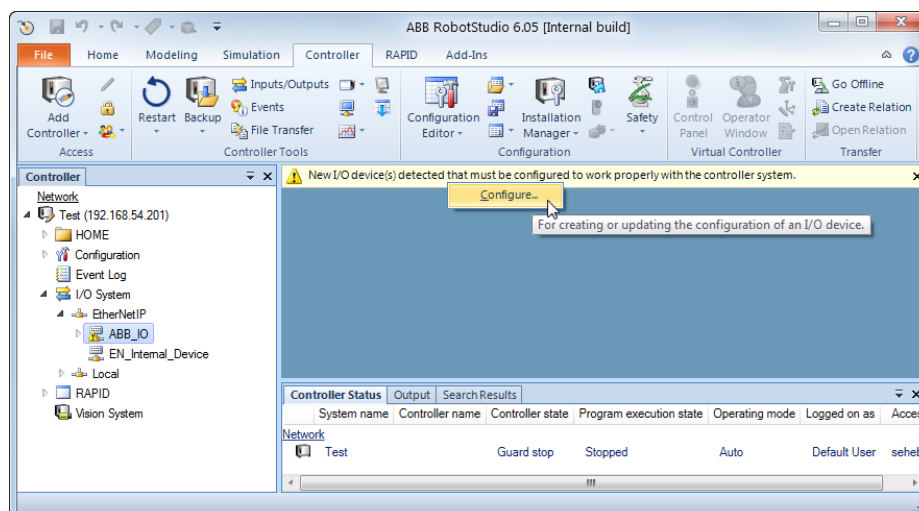 ABB RobotStudio 6.05 [Internal build]
File Home Modeling Simulation Controller RAPID Add-Ins
Add Controller
Restart
Backup
Inputs/Outputs
Events
File Transfer
Configuration Editor
Installation Manager
Safety
Control Panel
Operator Window
Go Offline
Create Relation
Open Relation
Access Controller Tools Configuration Virtual Controller Transfer
Controller
New I/O device(s) detected that must be configured to work properly with the controller system.
Configure...
For creating or updating the configuration of an I/O device.
Network
Test (192.168.54.201)
HOME
Configuration
Event Log
I/O System
EtherNetIP
ABB_IO
EN_Internal_Device
Local
RAPID
Vision System
Controller Status Output Search Results
System name Controller name Controller state Program execution state Operating mode Logged on as Acces
Network
Test Guard stop Stopped Auto Default User seheb